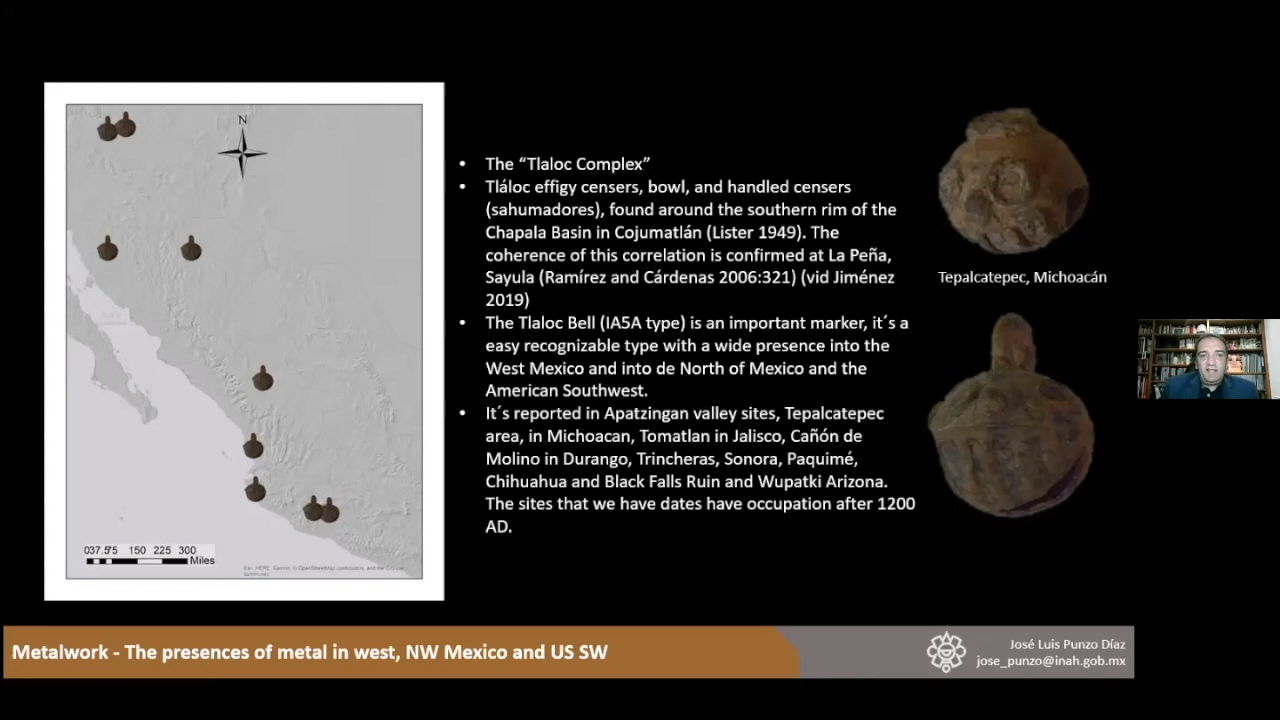 N
037.575 150 225 300
Miles
• The “Tlaloc Complex”
• Tláloc effigy censers, bowl, and handled censers
(sahumadores), found around the southern rim of the
Chapala Basin in Cojumatlán (Lister 1949). The
coherence of this correlation is confirmed at La Peña,
Sayula (Ramírez and Cárdenas 2006:321) (vid Jiménez
2019)
• The Tlaloc Bell (IA5A type) is an important marker, it´s a
easy recognizable type with a wide presence into the
West Mexico and into de North of Mexico and the
American Southwest.
• It´s reported in Apatzingan valley sites, Tepalcatepec
area, in Michoacan, Tomatlan in Jalisco, Cañón de
Molino in Durango, Trincheras, Sonora, Paquimé,
Chihuahua and Black Falls Ruin and Wupatki Arizona.
The sites that we have dates have occupation after 1200
AD.
Tepalcatepec, Michoacán
Metalwork - The presences of metal in west, NW Mexico and US SW
José Luis Punzo Díaz
jose_punzo@inah.gob.mx